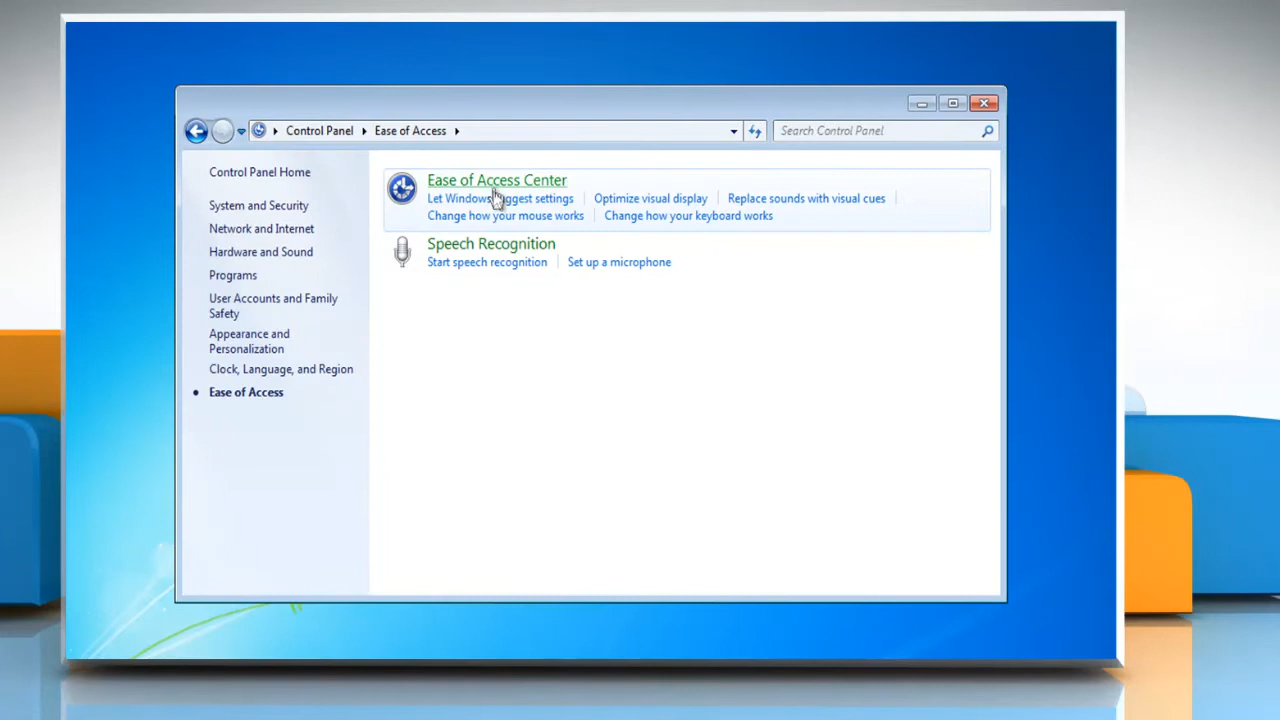 Control Panel Ease of Access
Search Control Panel
Control Panel Home
System and Security
Network and Internet
Hardware and Sound
Programs
User Accounts and Family
Safety
Appearance and
Personalization
Clock, Language, and Region
Ease of Access
Ease of Access Center
Let Windows suggest settings Optimize visual display Replace sounds with visual cues
Change how your mouse works Change how your keyboard works
Speech Recognition
Start speech recognition Set up a microphone